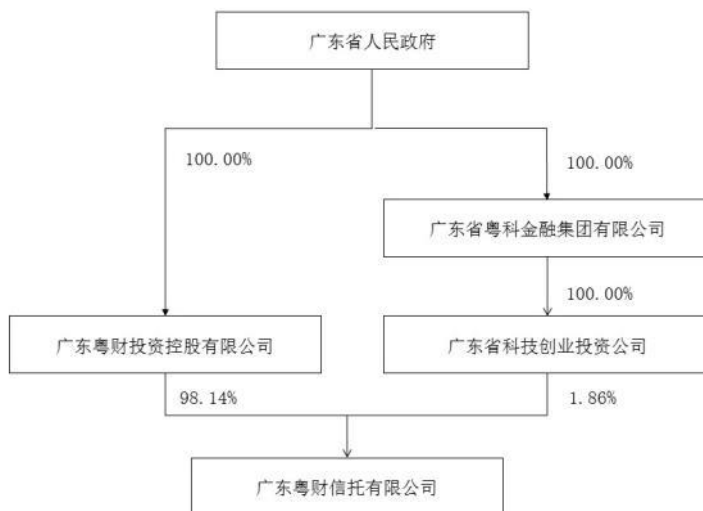 广东省人民政府
100.00%
100.00%
广东省粤科金融集团有限公司
100.00%
广东粤财投资控股有限公司
广东省科技创业投资公司
98.14%
1.86%
广东粤财信托有限公司